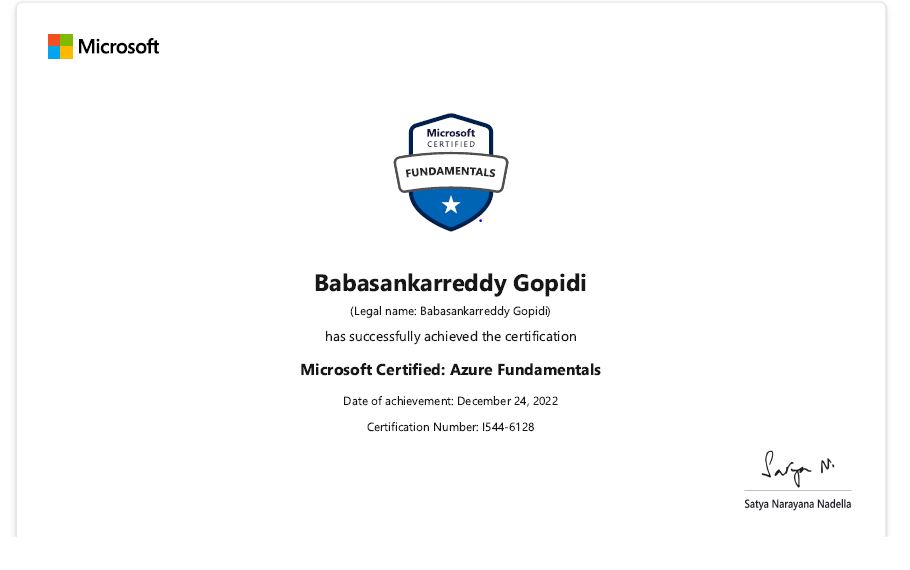 Microsoft
Microsoft
CERTIFIED
FUNDAMENTALS
Babasankarreddy Gopidi
(Legal name: Babasankarreddy Gopidi)
has successfully achieved the certification
Microsoft Certified: Azure Fundamentals
Date of achievement: December 24, 2022
Certification Number: I544-6128
Satya N.
Satya Narayana Nadella